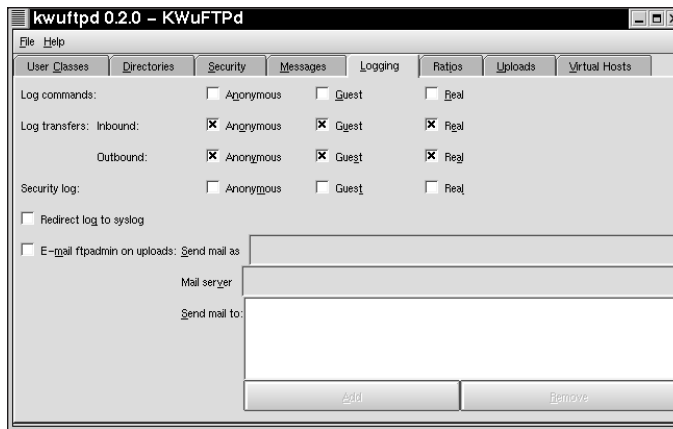 kwuftpd 0.2.0 – KWuFTPd
File Help
User Classes Directories Security Messages Logging Ratios Uploads Virtual Hosts
Log commands: Anonymous Guest Real
Log transfers: Inbound: Anonymous Guest Real
Outbound: Anonymous Guest Real
Security log: Anonymous Guest Real
Redirect log to syslog
E-mail ftpadmin on uploads: Send mail as
Mail server
Send mail to:
Add Remove